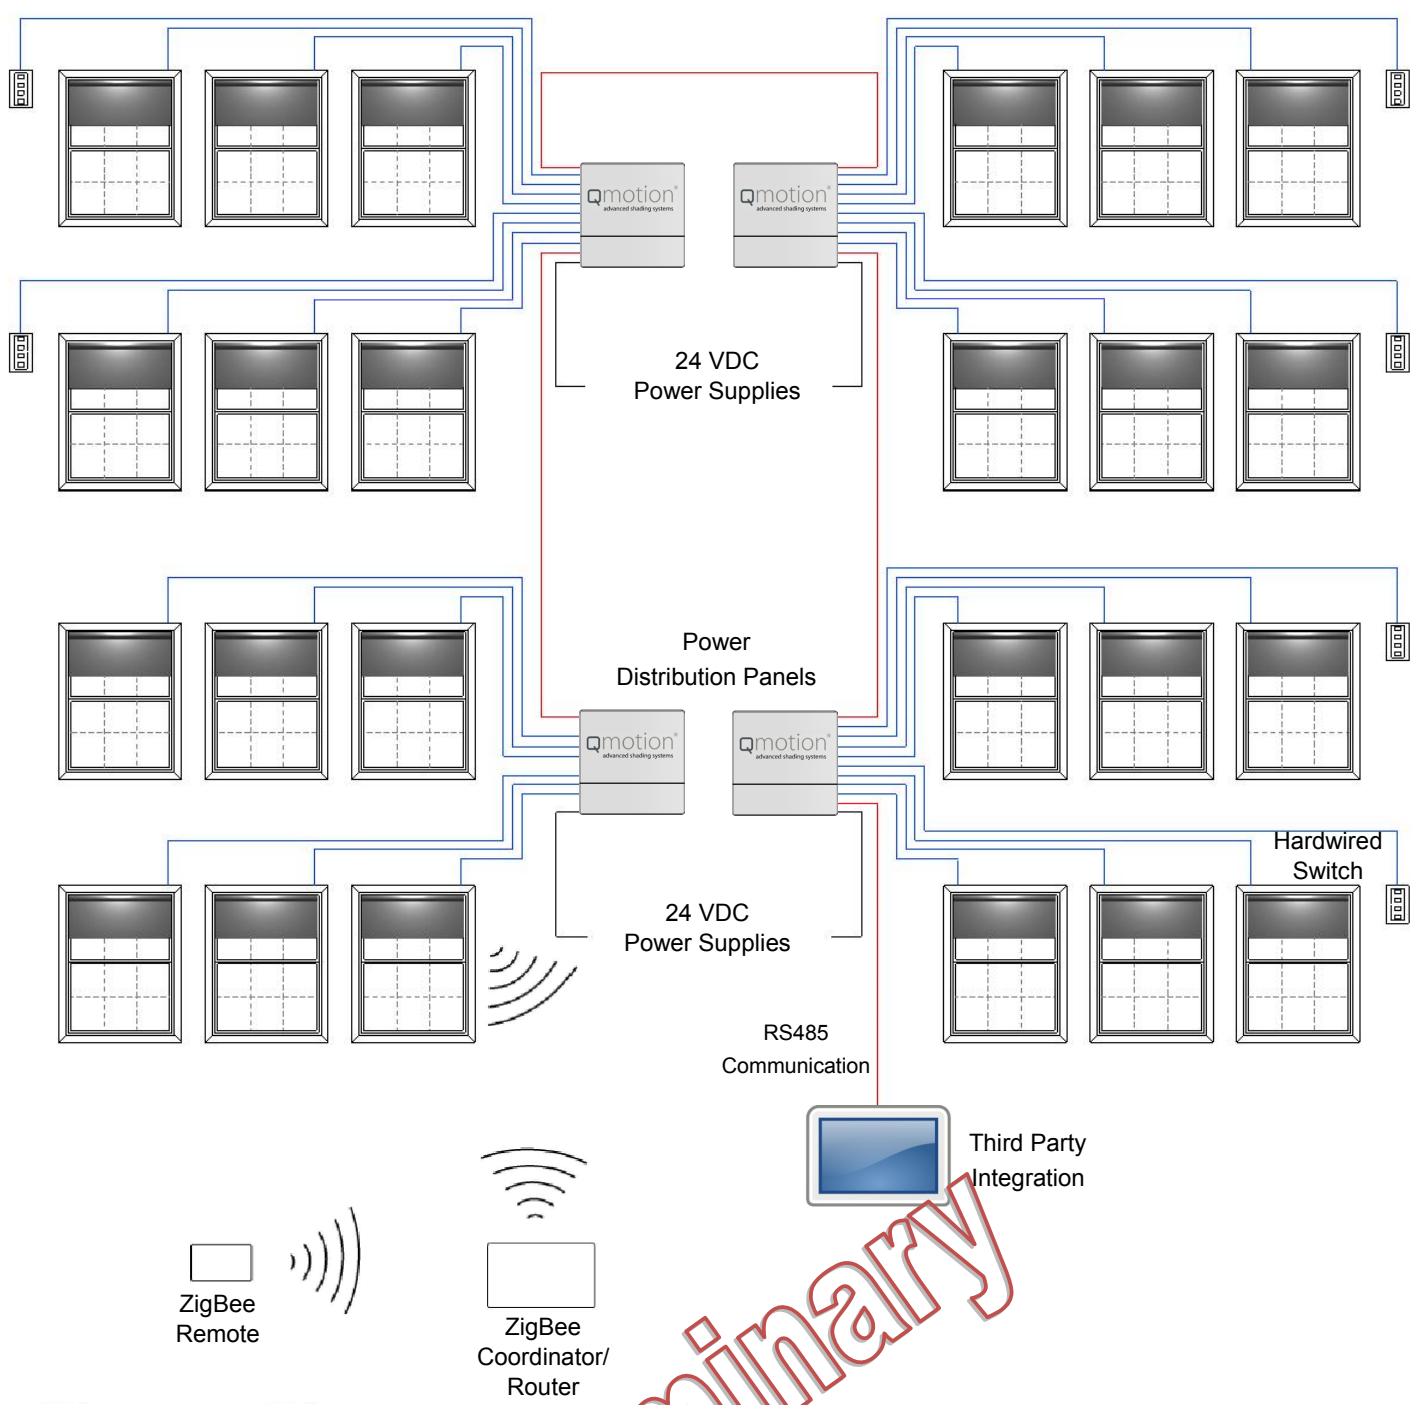 Qmotion®
advanced shading systems
Qmotion®
advanced shading systems
24 VDC
Power Supplies
Power
Distribution Panels
Qmotion®
advanced shading systems
Qmotion®
advanced shading systems
Hardwired
Switch
24 VDC
Power Supplies
RS485
Communication
Third Party
Integration
ZigBee
Remote
ZigBee
Coordinator/
Router
minary